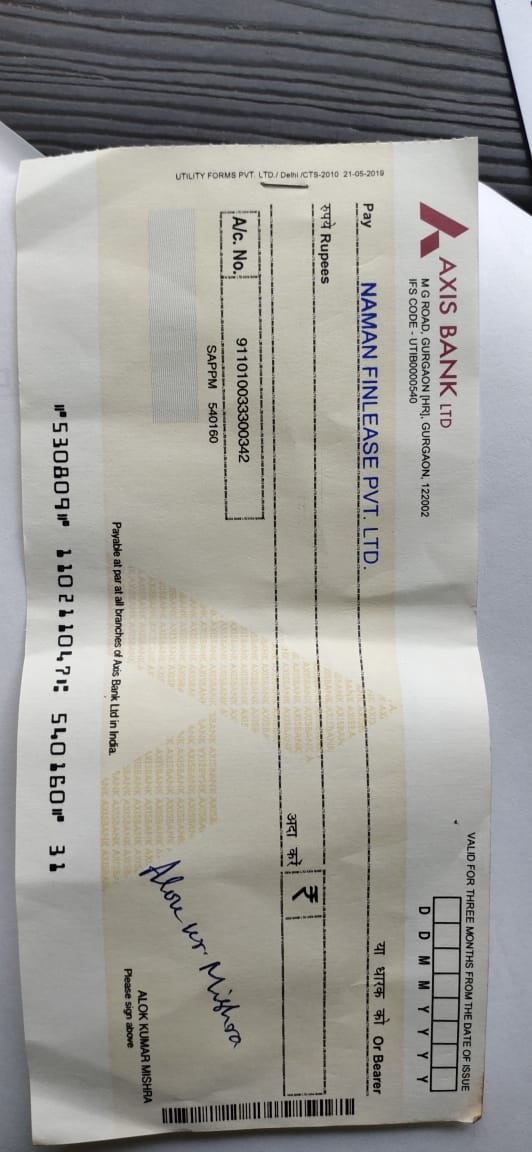 UTILITY FORMS PVT. LTD./ Delhi /CTS-2010 21-05-2019
AXIS BANK LTD
M G ROAD, GURGAON [HR], GURGAON, 122002
IFS CODE - UTIB0000540
VALID FOR THREE MONTHS FROM THE DATE OF ISSUE
D D M M Y Y Y Y
Pay NAMAN FINLEASE PVT. LTD. या धारक को Or Bearer
रुपये Rupees
अदा करें ₹
A/c. No. 911010033300342
SAPPM 540160
Alok Kr. Mishra
ALOK KUMAR MISHRA
Please sign above
Payable at par at all branches of Axis Bank Ltd in India.
⑈530809⑈ 110211047⑆ 540160⑈ 31